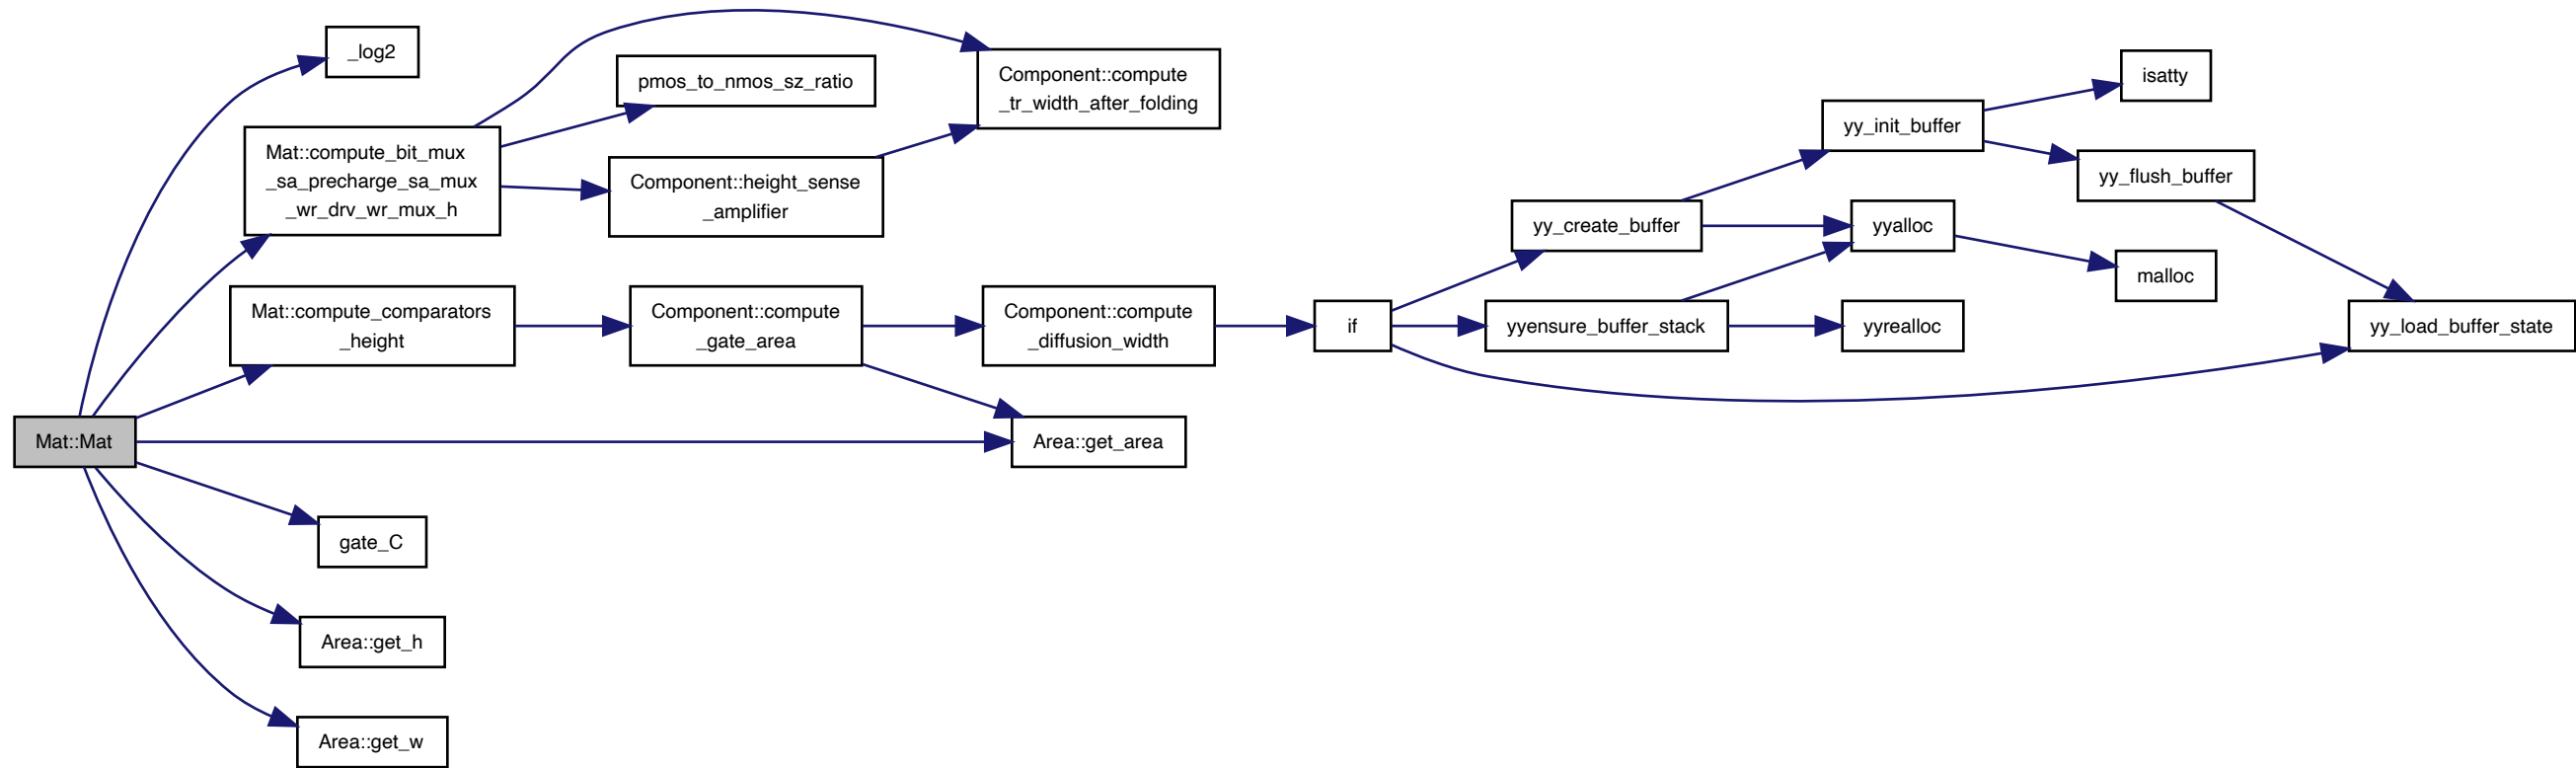 _log2
Mat::compute_bit_mux
_sa_precharge_sa_mux
_wr_drv_wr_mux_h
pmos_to_nmos_sz_ratio
Component::height_sense
_amplifier
Component::compute
_tr_width_after_folding
Mat::compute_comparators
_height
Component::compute
_gate_area
Component::compute
_diffusion_width
if
yy_create_buffer
yyensure_buffer_stack
yy_init_buffer
yyalloc
yyrealloc
isatty
yy_flush_buffer
malloc
yy_load_buffer_state
Mat::Mat
Area::get_area
gate_C
Area::get_h
Area::get_w